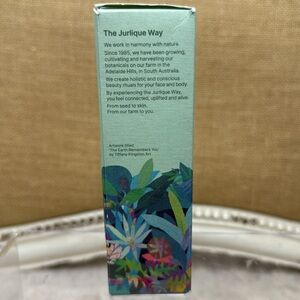 The Jurlique Way
We work in harmony with nature.
Since 1985, we have been growing,
cultivating and harvesting our
botanicals on our farm in the
Adelaide Hills, in South Australia.
We create holistic and conscious
beauty rituals for your face and body.
By experiencing the Jurlique Way,
you feel connected, uplifted and alive.
From seed to skin.
From our farm to you.
Artwork titled
'The Earth Remembers You'
by Tiffany Kingston Art